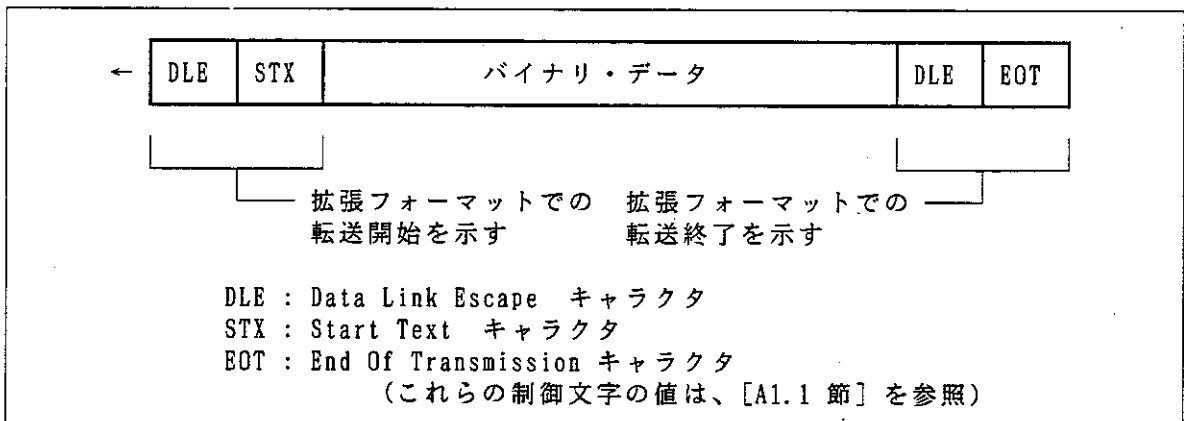 ← DLE STX バイナリ・データ DLE EOT
拡張フォーマットでの 拡張フォーマットでの
転送開始を示す 転送終了を示す
DLE : Data Link Escape キャラクタ
STX : Start Text キャラクタ
EOT : End Of Transmission キャラクタ
(これらの制御文字の値は、[A1.1 節] を参照)